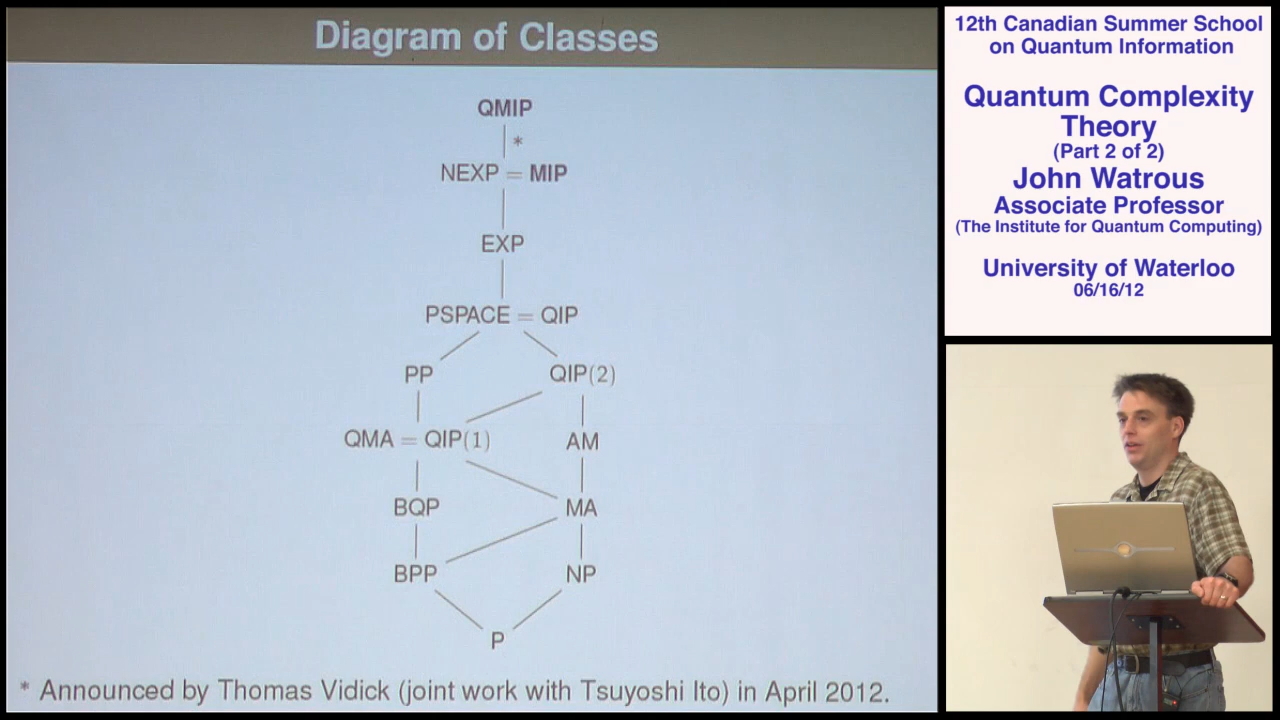 Diagram of Classes
QMIP
*
NEXP = MIP
EXP
PSPACE = QIP
PP
QIP(2)
QMA = QIP(1)
AM
BQP
MA
BPP
NP
P
* Announced by Thomas Vidick (joint work with Tsuyoshi Ito) in April 2012.
12th Canadian Summer School
on Quantum Information
Quantum Complexity
Theory
(Part 2 of 2)
John Watrous
Associate Professor
(The Institute for Quantum Computing)
University of Waterloo
06/16/12